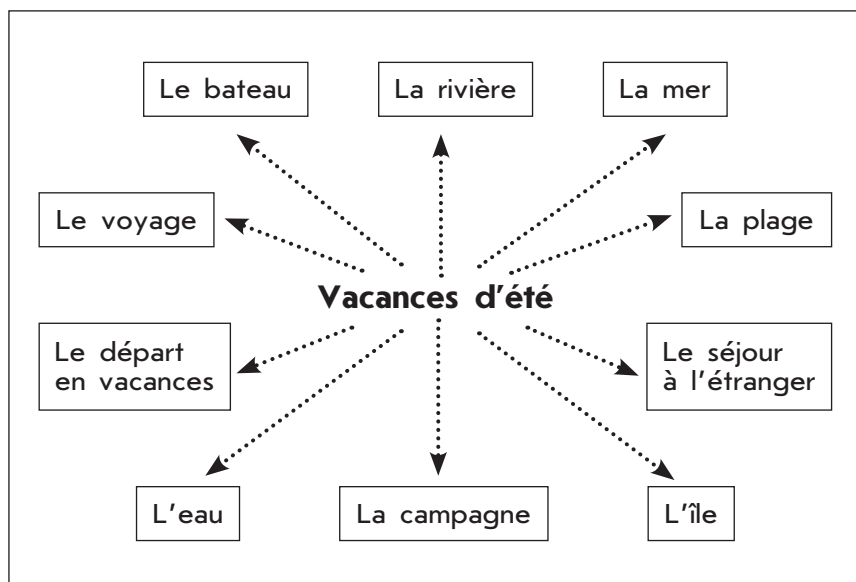 Le bateau
La rivière
La mer
Le voyage
La plage
Vacances d'été
Le départ
en vacances
Le séjour
à l'étranger
L'eau
La campagne
L'île